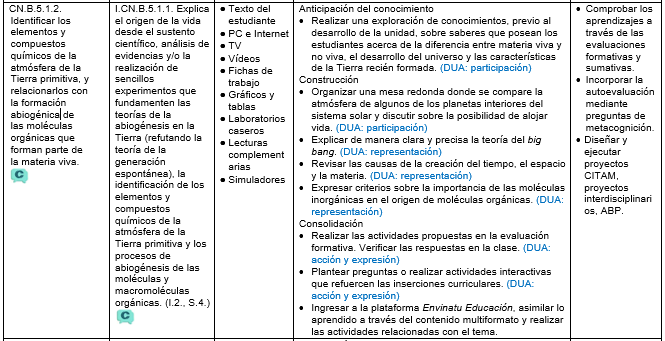 CN.B.5.1.2.
Identificar los
elementos y
compuestos
químicos de la
atmósfera de la
Tierra primitiva, y
relacionarlos con
la formación
abiogénica de
las moléculas
orgánicas que
forman parte de
la materia viva.
C
I.CN.B.5.1.1. Explica
el origen de la vida
desde el sustento
científico, análisis de
evidencias y/o la
realización de
sencillos
experimentos que
fundamenten las
teorías de la
abiogénesis en la
Tierra (refutando la
teoría de la
generación
espontánea), la
identificación de los
elementos y
compuestos
químicos de la
atmósfera de la
Tierra primitiva y los
procesos de
abiogénesis de las
moléculas y
macromoléculas
orgánicas. (I.2., S.4.)
C
● Texto del
estudiante
● PC e Internet
● TV
● Vídeos
● Fichas de
trabajo
● Gráficos y
tablas
● Laboratorios
caseros
● Lecturas
complement
arias
● Simuladores
Anticipación del conocimiento
• Realizar una exploración de conocimientos, previo al
desarrollo de la unidad, sobre saberes que posean los
estudiantes acerca de la diferencia entre materia viva y
no viva, el desarrollo del universo y las características
de la Tierra recién formada. (DUA: participación)
Construcción
• Organizar una mesa redonda donde se compare la
atmósfera de algunos de los planetas interiores del
sistema solar y discutir sobre la posibilidad de alojar
vida. (DUA: participación)
• Explicar de manera clara y precisa la teoría del big
bang. (DUA: representación)
• Revisar las causas de la creación del tiempo, el espacio
y la materia. (DUA: representación)
• Expresar criterios sobre la importancia de las moléculas
inorgánicas en el origen de moléculas orgánicas. (DUA:
representación)
Consolidación
• Realizar las actividades propuestas en la evaluación
formativa. Verificar las respuestas en la clase. (DUA:
acción y expresión)
• Plantear preguntas o realizar actividades interactivas
que refuercen las inserciones curriculares. (DUA:
acción y expresión)
• Ingresar a la plataforma Envinatu Educación, asimilar lo
aprendido a través del contenido multiformato y realizar
las actividades relacionadas con el tema.
• Comprobar los
aprendizajes a
través de las
evaluaciones
formativas y
sumativas.
• Incorporar la
autoevaluación
mediante
preguntas de
metacognición.
• Diseñar y
ejecutar
proyectos
CITAM,
proyectos
interdisciplinari
os, ABP.